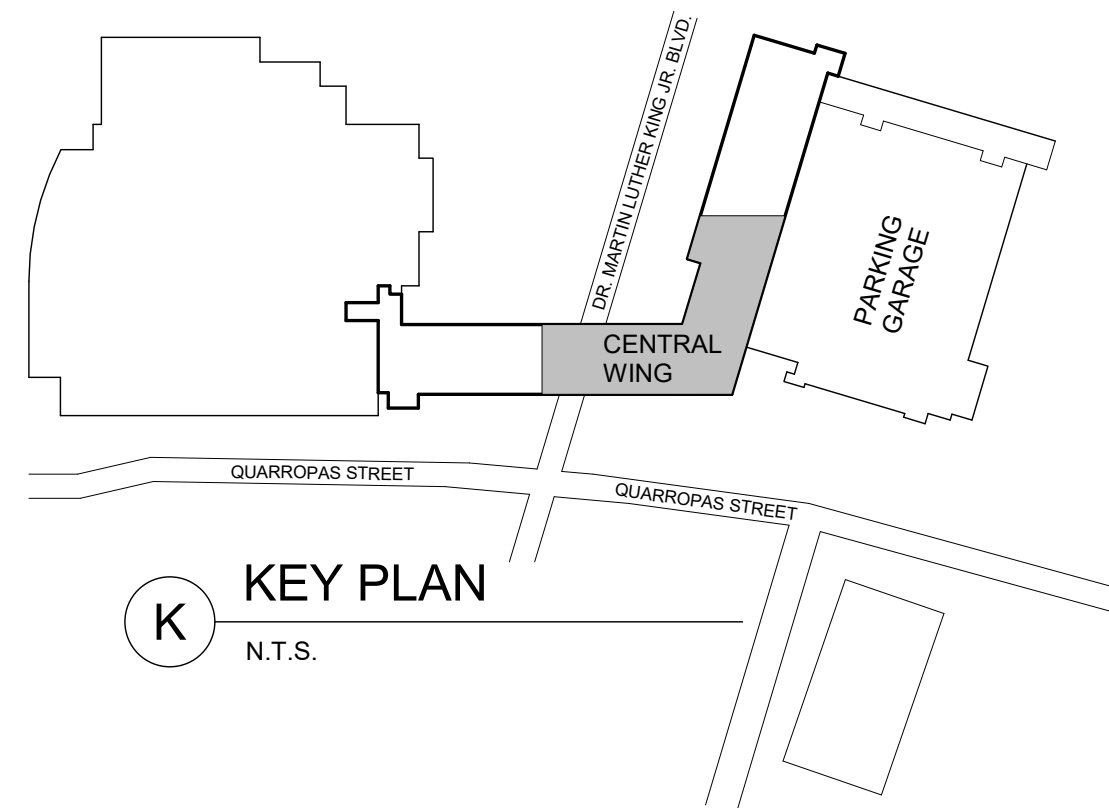 DR. MARTIN LUTHER KING JR. BLVD.
PARKING
GARAGE
CENTRAL
WING
QUARROPAS STREET
QUARROPAS STREET
K
KEY PLAN
N.T.S.